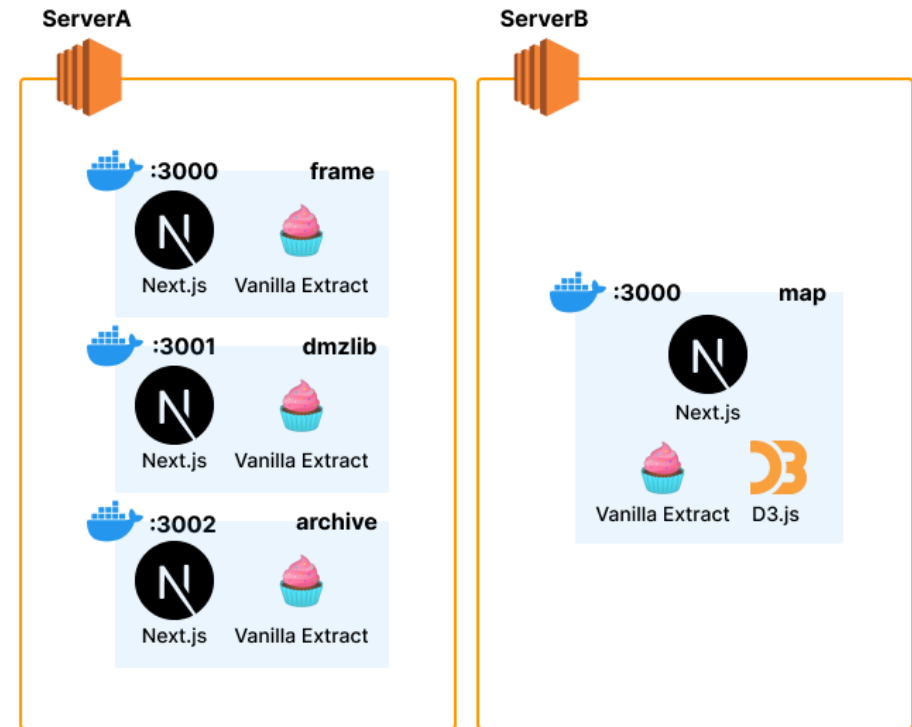 ServerA
:3000 frame
Next.js Vanilla Extract
:3001 dmzlib
Next.js Vanilla Extract
:3002 archive
Next.js Vanilla Extract
ServerB
:3000 map
Next.js
Vanilla Extract D3.js